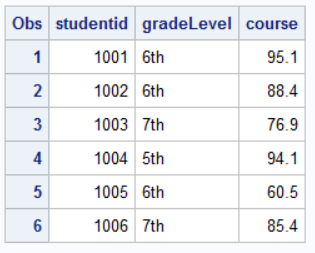 Obs studentid gradeLevel course
1 1001 6th 95.1
2 1002 6th 88.4
3 1003 7th 76.9
4 1004 5th 94.1
5 1005 6th 60.5
6 1006 7th 85.4